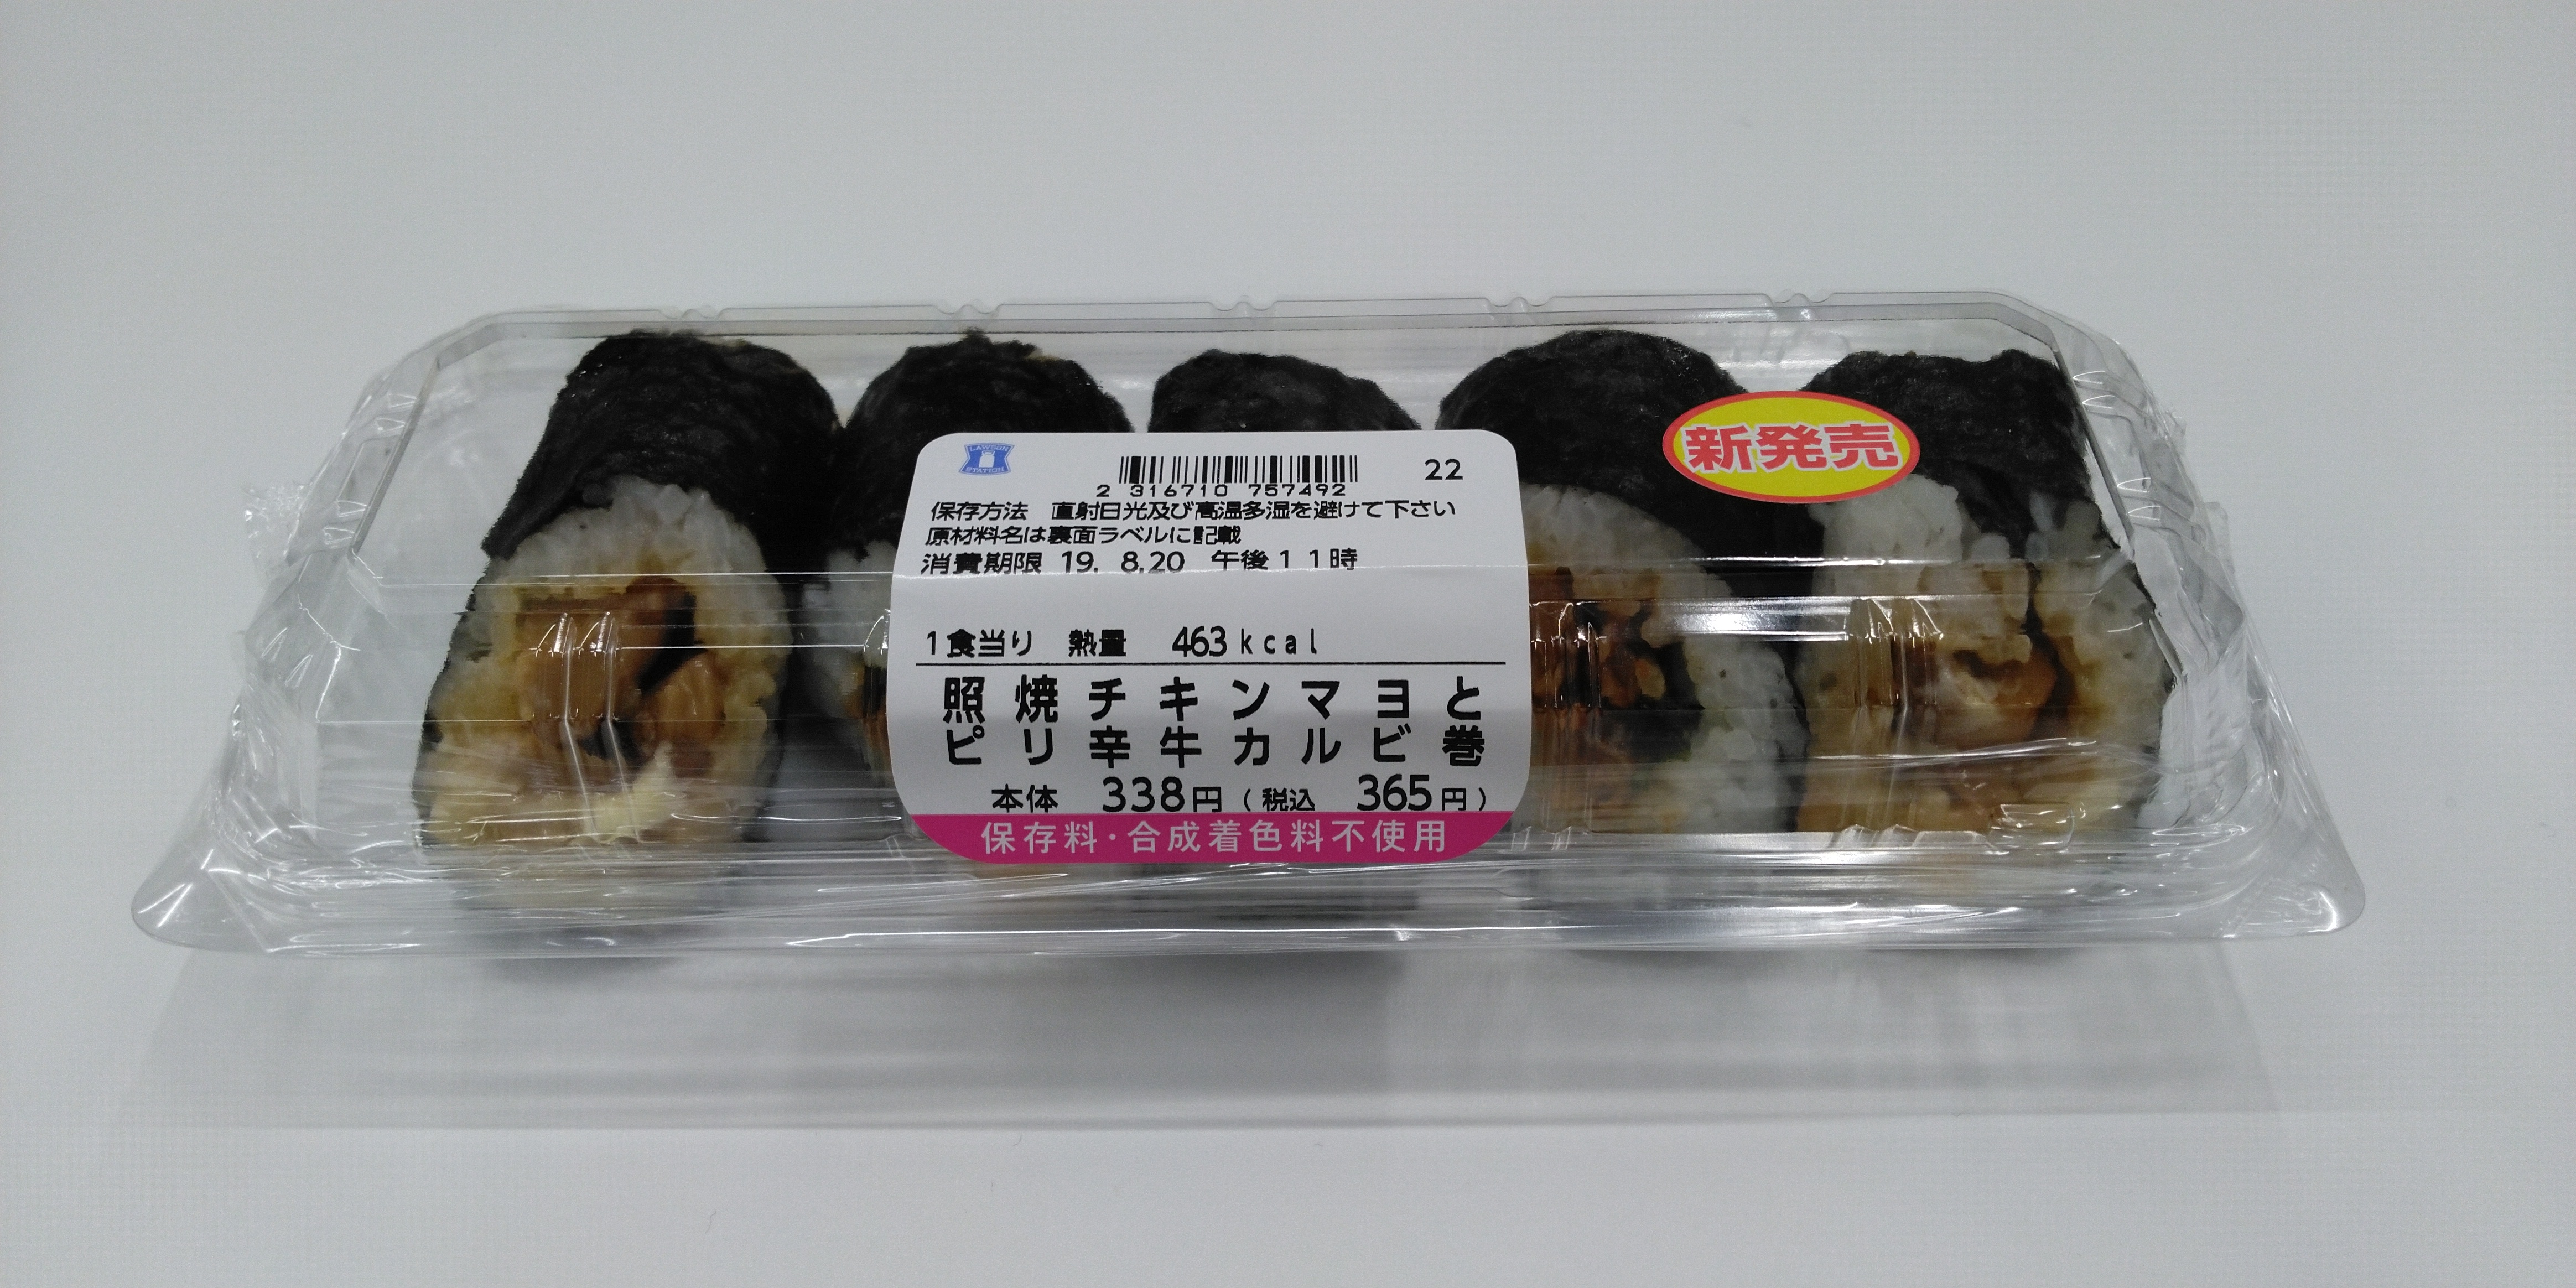 LAWSON
STATION
22
2 316710 757492
保存方法 直射日光及び高温多湿を避けて下さい
原材料名は裏面ラベルに記載
消費期限 19. 8.20 午後11時
1食当り 熱量 463kcal
照焼チキンマヨと
ピリ辛牛カルビ巻
本体 338円(税込 365円)
保存料・合成着色料不使用
新発売